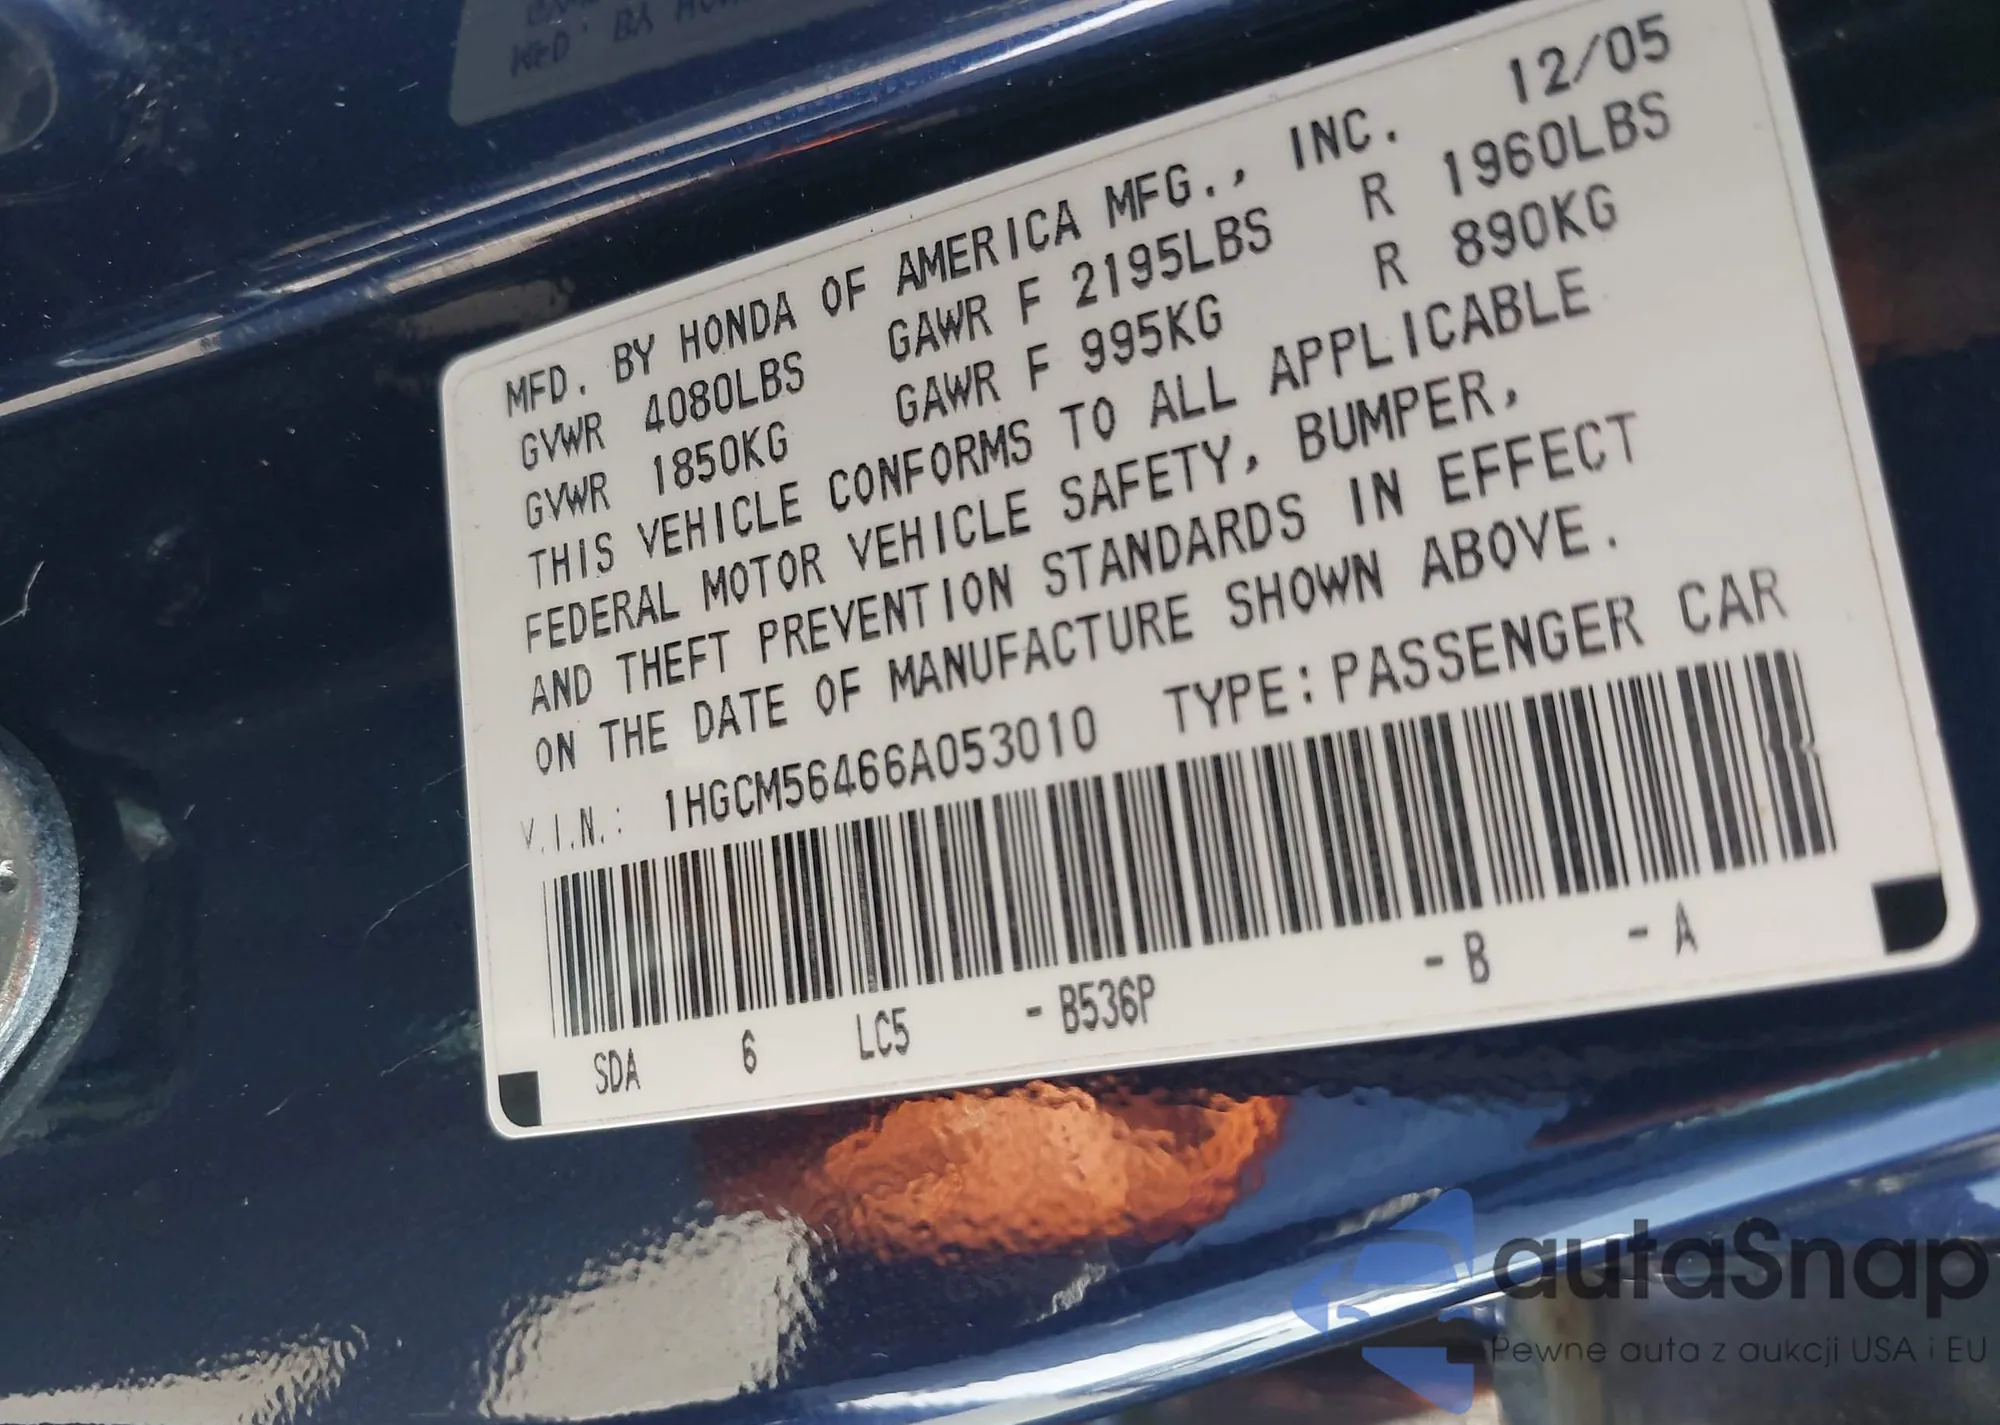 12/05
MFD. BY HONDA OF AMERICA MFG., INC.
GVWR 4080LBS GAWR F 2195LBS R 1960LBS
GVWR 1850KG GAWR F 995KG R 890KG
THIS VEHICLE CONFORMS TO ALL APPLICABLE
FEDERAL MOTOR VEHICLE SAFETY, BUMPER,
AND THEFT PREVENTION STANDARDS IN EFFECT
ON THE DATE OF MANUFACTURE SHOWN ABOVE.
V.I.N.: 1HGCM56466A053010 TYPE: PASSENGER CAR
SDA 6 LC5 - B536P - B - A
autaSnap
Pewne auta z aukcji USA i EU